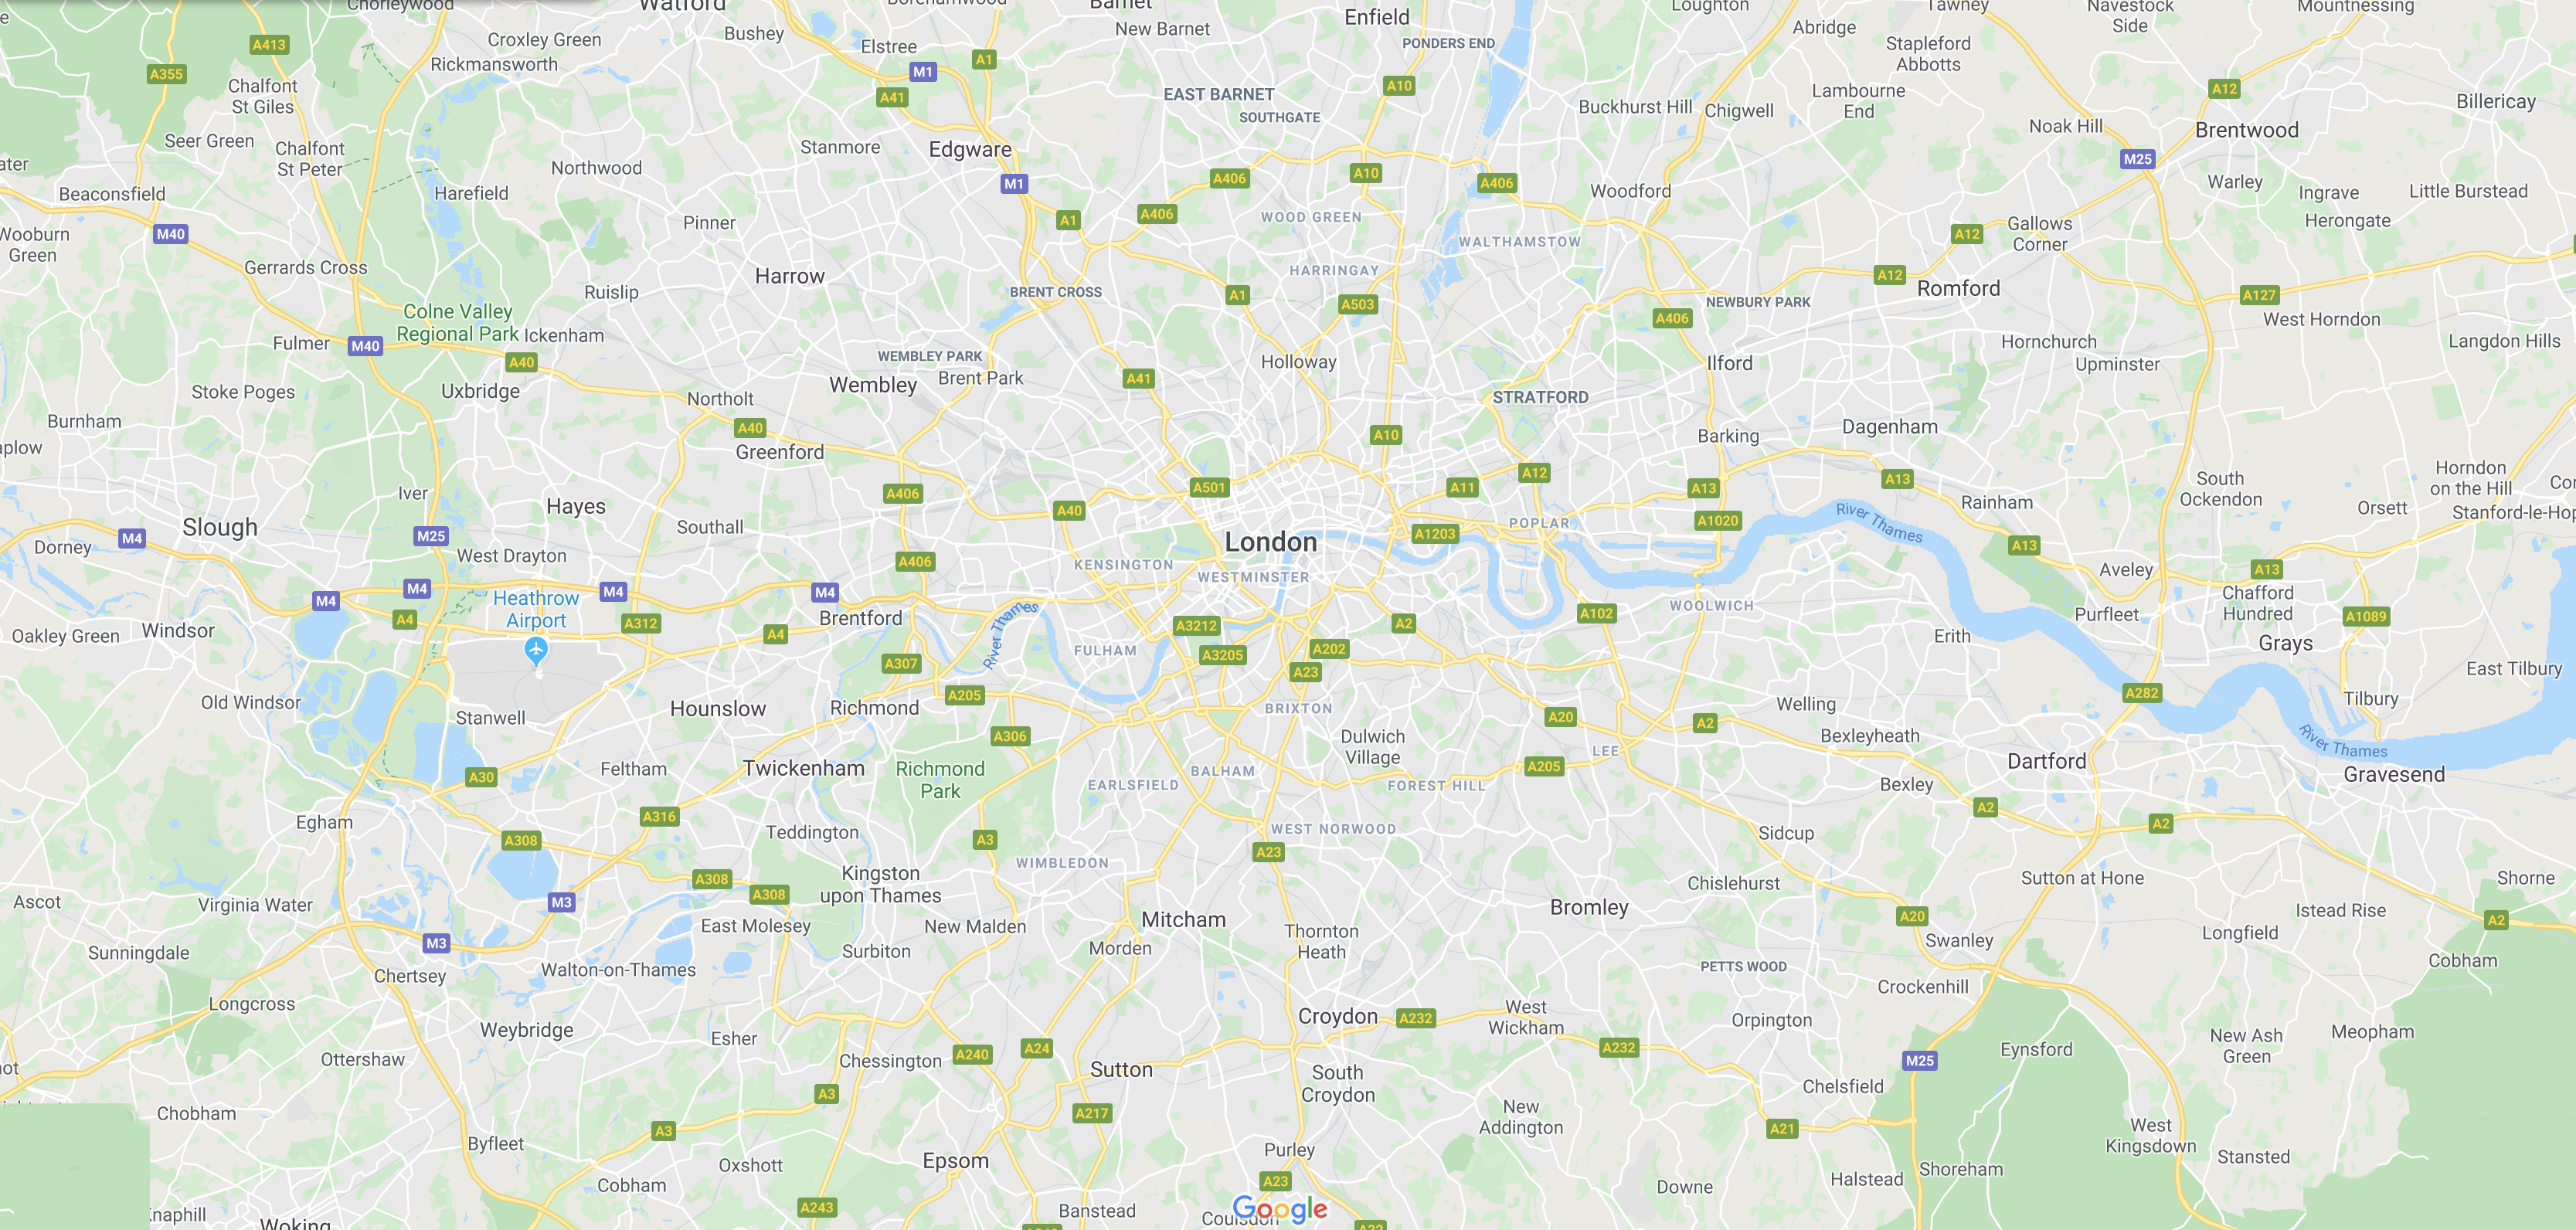 Chorleywood
Watford
Borehamwood
Barnet
Enfield
Loughton
Tawney
Navestock
Side
Mountnessing
A413
Croxley Green
Bushey
Elstree
A1
New Barnet
PONDERS END
Abridge
Stapleford
Abbotts
A355
Chalfont
St Giles
Rickmansworth
M1
A41
EAST BARNET
A10
Buckhurst Hill
Chigwell
Lambourne
End
A12
Billericay
Seer Green
Chalfont
St Peter
Northwood
Stanmore
Edgware
SOUTHGATE
Noak Hill
Brentwood
M25
Beaconsfield
Harefield
M1
A406
A10
A406
Woodford
Warley
Ingrave
Little Burstead
M40
Wooburn
Green
Pinner
A1
A406
WOOD GREEN
WALTHAMSTOW
A12
Gallows
Corner
Herongate
Gerrards Cross
Ruislip
Harrow
BRENT CROSS
A1
HARRINGAY
A503
NEWBURY PARK
A12
Romford
A127
Colne Valley
Regional Park
Ickenham
A406
West Horndon
Fulmer
M40
A40
WEMBLEY PARK
Holloway
Ilford
Hornchurch
Upminster
Langdon Hills
Stoke Poges
Uxbridge
Northolt
Wembley
Brent Park
A41
STRATFORD
Burnham
A40
Greenford
A10
Barking
Dagenham
Iver
Hayes
A406
A501
A11
A12
A13
A13
Rainham
South
Ockendon
Horndon
on the Hill
Slough
Southall
A40
A1203
POPLAR
A1020
River Thames
Orsett
Stanford-le-Hop
Dorney
M4
M25
West Drayton
A406
London
A13
M4
M4
Heathrow
Airport
M4
M4
KENSINGTON
WESTMINSTER
Aveley
A13
Chafford
Hundred
Oakley Green
Windsor
A4
A312
A4
Brentford
River Thames
A3212
A2
A102
WOOLWICH
Purfleet
A1089
Erith
Grays
A307
FULHAM
A3205
A202
A23
East Tilbury
Old Windsor
Stanwell
Hounslow
Richmond
A205
BRIXTON
A20
A2
Welling
A282
Tilbury
A306
Dulwich
Village
LEE
Bexleyheath
River Thames
A30
Feltham
Twickenham
Richmond
Park
EARLSFIELD
BALHAM
FOREST HILL
A205
Bexley
Dartford
Gravesend
Egham
A316
A308
Teddington
A3
WEST NORWOOD
A23
Sidcup
A2
A2
WIMBLEDON
Ascot
Virginia Water
M3
A308
A308
Kingston
upon Thames
Chislehurst
Sutton at Hone
Shorne
East Molesey
New Malden
Mitcham
Bromley
A20
Istead Rise
A2
Sunningdale
M3
Surbiton
Morden
Thornton
Heath
Swanley
Longfield
Chertsey
Walton-on-Thames
PETTS WOOD
Cobham
Longcross
Crockenhill
Weybridge
Esher
Croydon
A232
West
Wickham
Orpington
New Ash
Green
Meopham
Ottershaw
Chessington
A240
A24
Sutton
A232
M25
Eynsford
South
Croydon
Chelsfield
Chobham
A3
A217
New
Addington
A21
West
Kingsdown
Byfleet
A3
Purley
Oxshott
Epsom
Stansted
Cobham
A23
Downe
Halstead
Shoreham
Knaphill
A243
Banstead
Coulsdon
Google
Woking